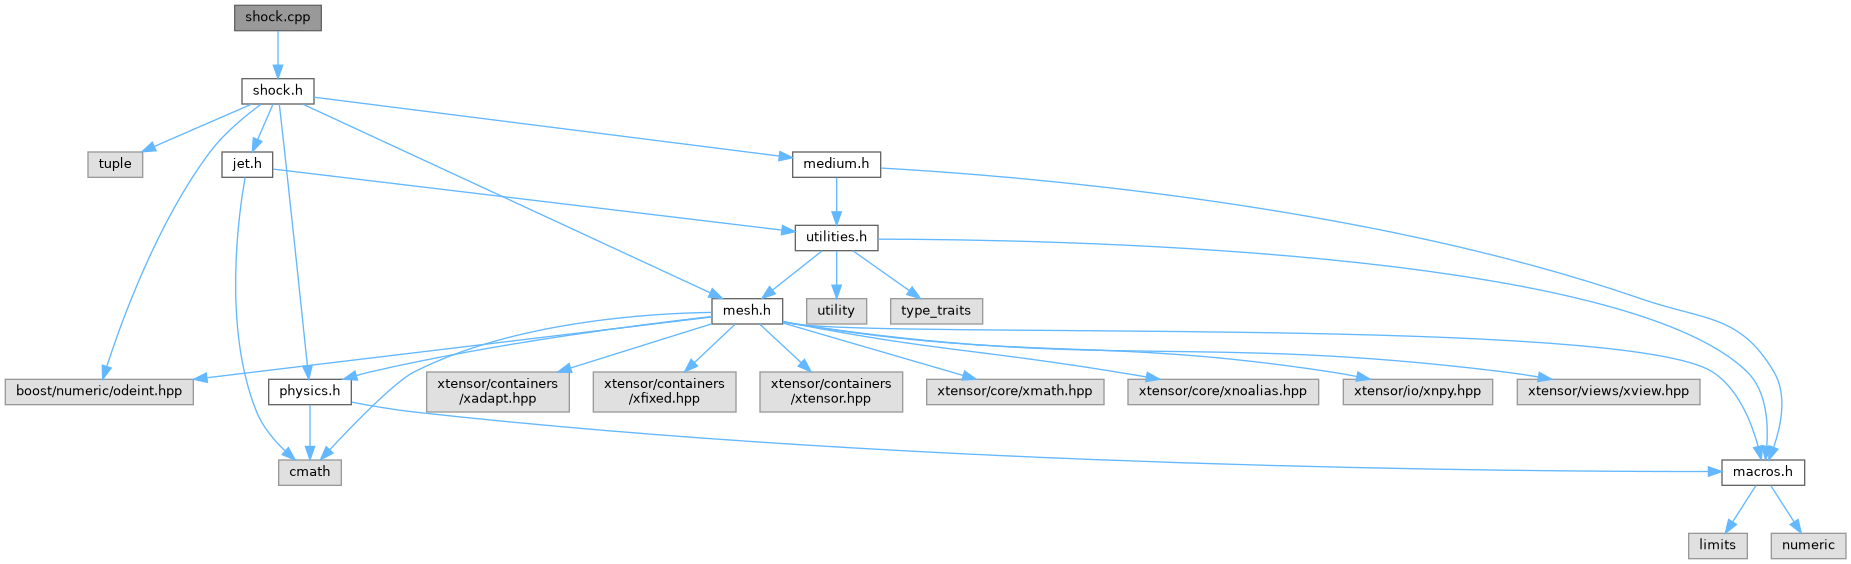 shock.cpp
shock.h
tuple
jet.h
medium.h
utilities.h
mesh.h
utility
type_traits
boost/numeric/odeint.hpp
physics.h
xtensor/containers
/xadapt.hpp
xtensor/containers
/xfixed.hpp
xtensor/containers
/xtensor.hpp
xtensor/core/xmath.hpp
xtensor/core/xnoalias.hpp
xtensor/io/xnpy.hpp
xtensor/views/xview.hpp
cmath
macros.h
limits
numeric